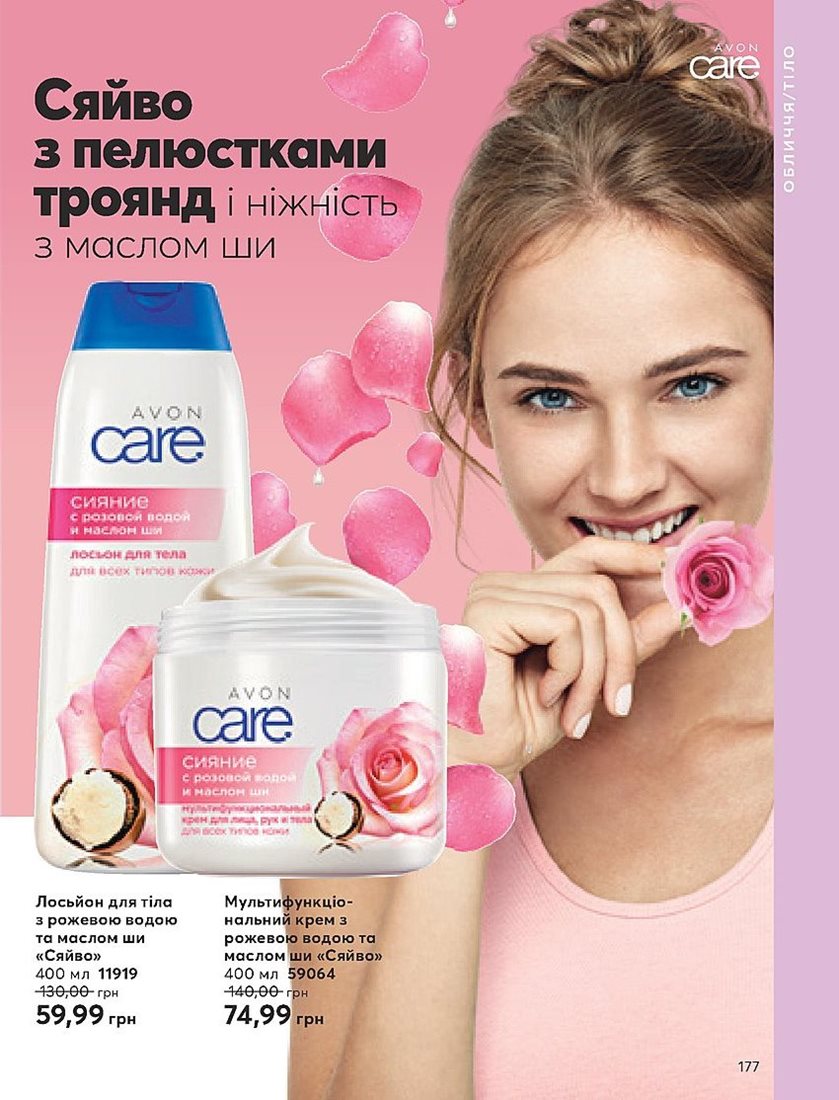 Сяйво
з пелюстками
троянд і ніжність
з маслом ши
AVON
care
ОБЛИЧЧЯ/ТІЛО
AVON
care
СИЯНИЕ
с розовой водой
и маслом ши
лосьон для тела
для всех типов кожи
AVON
care
СИЯНИЕ
с розовой водой
и маслом ши
мультифункциональный
крем для лица, рук и тела
для всех типов кожи
Лосьйон для тіла
з рожевою водою
та маслом ши
«Сяйво»
400 мл 11919
130,00 грн
59,99 грн
Мультифункціо-
нальний крем з
рожевою водою та
маслом ши «Сяйво»
400 мл 59064
140,00 грн
74,99 грн
177